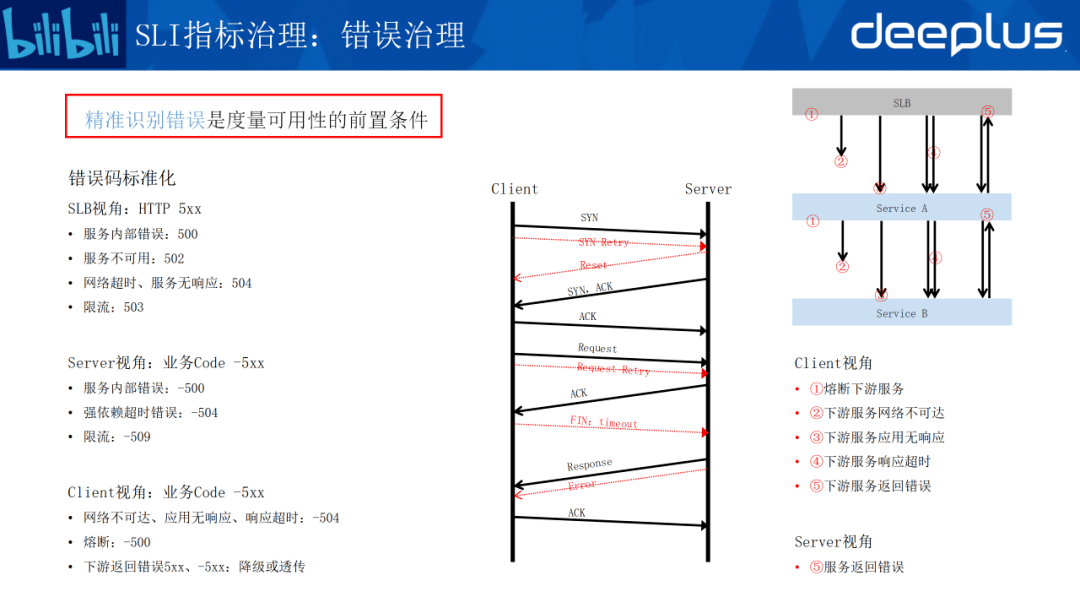 bilibili
SLI指标治理：错误治理
deeplus
精准识别错误是度量可用性的前置条件
错误码标准化
SLB视角：HTTP 5xx
• 服务内部错误：500
• 服务不可用：502
• 网络超时、服务无响应：504
• 限流：503
Server视角：业务Code -5xx
• 服务内部错误：-500
• 强依赖超时错误：-504
• 限流：-509
Client视角：业务Code -5xx
• 网络不可达、应用无响应、响应超时：-504
• 熔断：-500
• 下游返回错误5xx、-5xx：降级或透传
Client
Server
SYN
SYN Retry
Reset
SYN，ACK
ACK
Request
Request Retry
ACK
FIN：timeout
Response
Error
ACK
SLB
①
⑤
②
④
③
Service A
①
⑤
②
④
③
Service B
Client视角
• ①熔断下游服务
• ②下游服务网络不可达
• ③下游服务应用无响应
• ④下游服务响应超时
• ⑤下游服务返回错误
Server视角
• ⑤服务返回错误